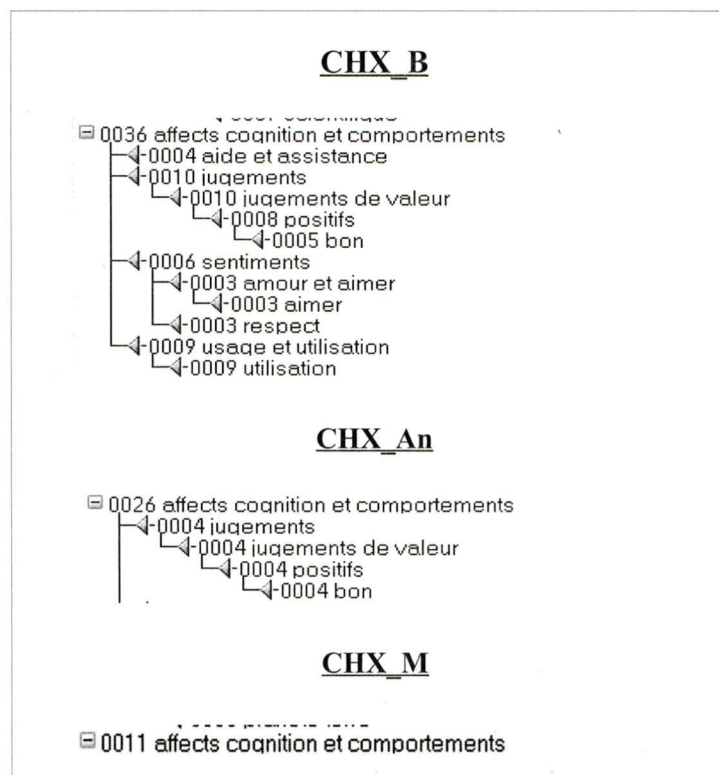 CHX_B
0036 affects cognition et comportements
0004 aide et assistance
0010 jugements
0010 jugements de valeur
0008 positifs
0005 bon
0006 sentiments
0003 amour et aimer
0003 aimer
0003 respect
0009 usage et utilisation
0009 utilisation
CHX_An
0026 affects cognition et comportements
0004 jugements
0004 jugements de valeur
0004 positifs
0004 bon
CHX_M
0011 affects cognition et comportements